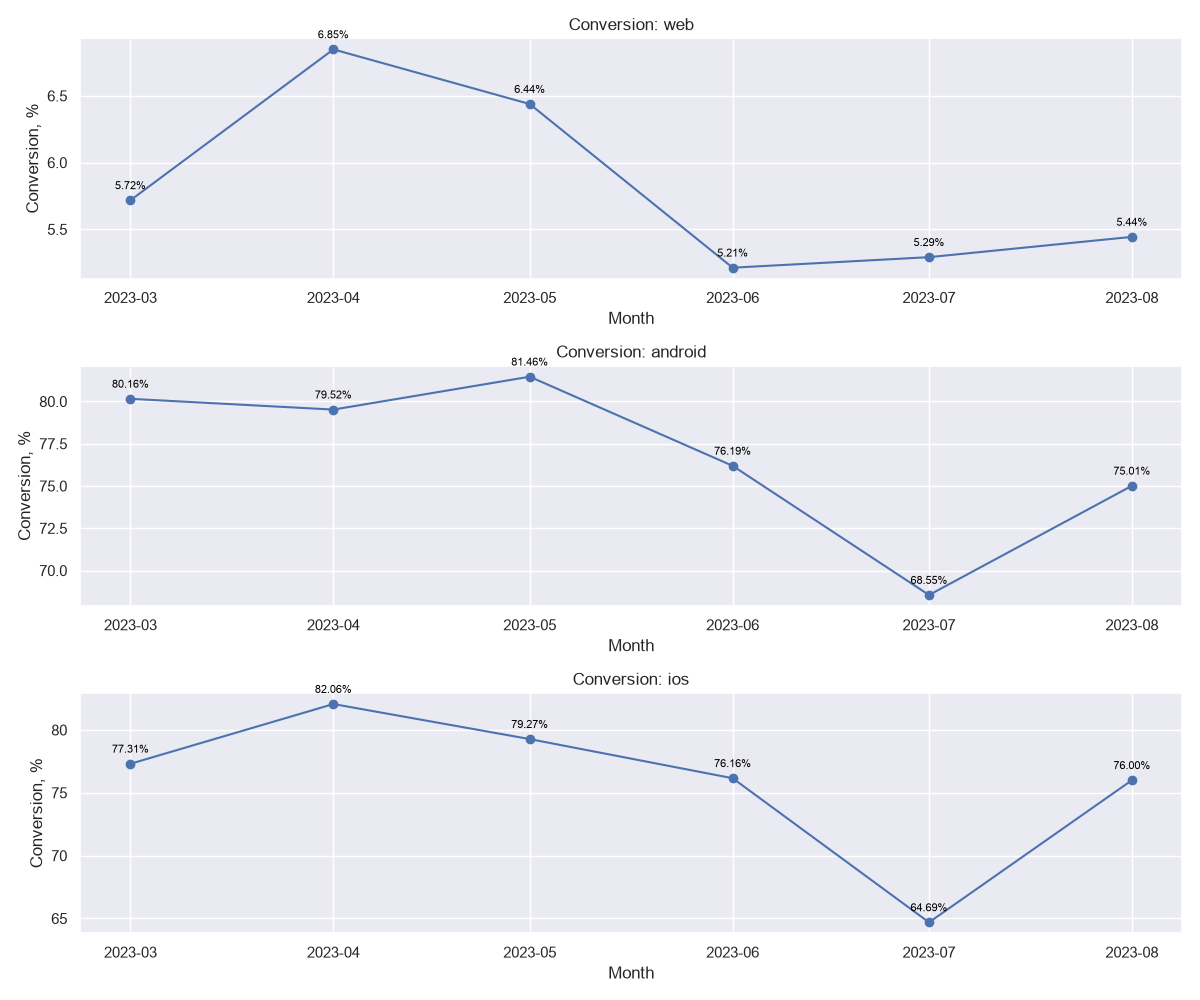 Conversion: web
6.85%
6.44%
5.72%
5.44%
5.29%
5.21%
6.5
6.0
5.5
Conversion, %
2023-03 2023-04 2023-05 2023-06 2023-07 2023-08
Month
Conversion: android
81.46%
80.16%
79.52%
76.19%
75.01%
68.55%
80.0
77.5
75.0
72.5
70.0
Conversion, %
2023-03 2023-04 2023-05 2023-06 2023-07 2023-08
Month
Conversion: ios
82.06%
79.27%
77.31%
76.16%
76.00%
64.69%
80
75
70
65
Conversion, %
2023-03 2023-04 2023-05 2023-06 2023-07 2023-08
Month